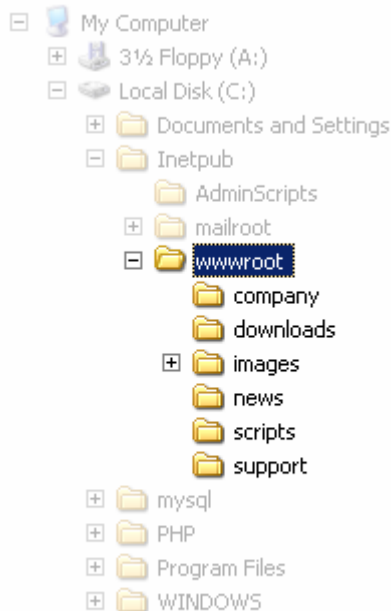 My Computer
3½ Floppy (A:)
Local Disk (C:)
Documents and Settings
Inetpub
AdminScripts
mailroot
wwwroot
company
downloads
images
news
scripts
support
mysql
PHP
Program Files
WINDOWS